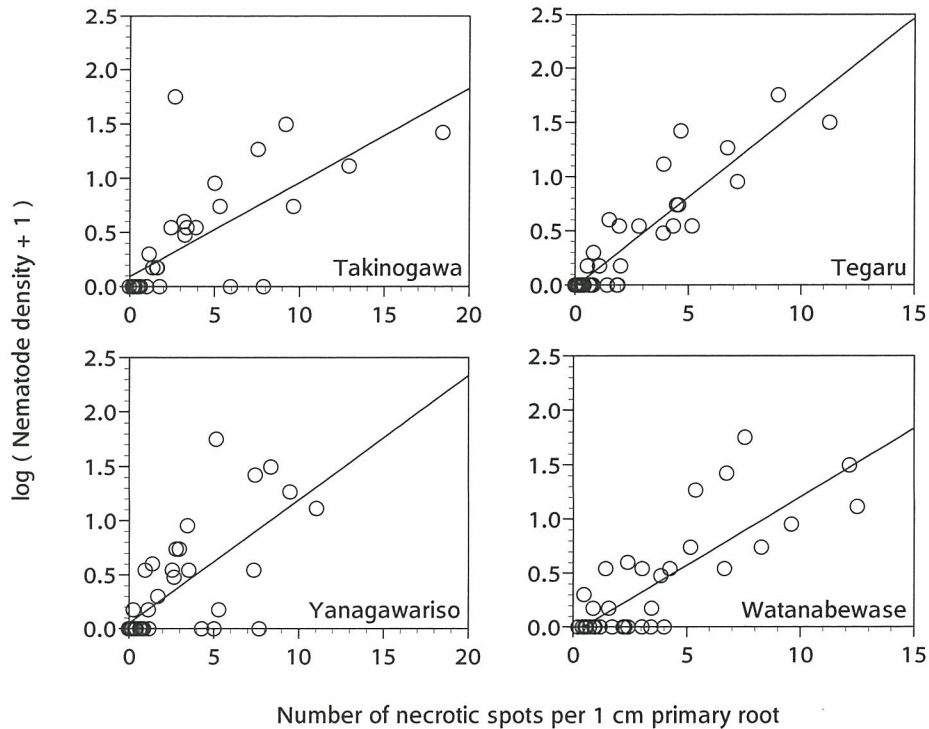 log ( Nematode density + 1 )
2.5
2.0
1.5
1.0
0.5
0.0
0 5 10 15 20
Takinogawa
2.5
2.0
1.5
1.0
0.5
0.0
0 5 10 15
Tegaru
2.5
2.0
1.5
1.0
0.5
0.0
0 5 10 15 20
Yanagawariso
2.5
2.0
1.5
1.0
0.5
0.0
0 5 10 15
Watanabewase
Number of necrotic spots per 1 cm primary root